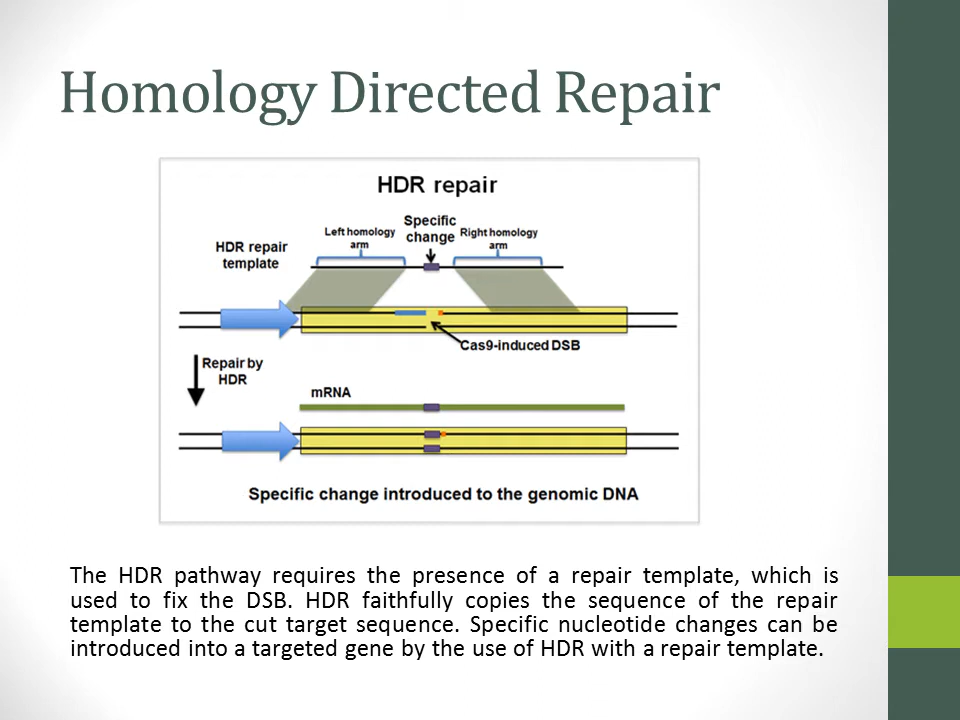 Homology Directed Repair
HDR repair
Specific
change
Left homology
arm
Right homology
arm
HDR repair
template
Cas9-induced DSB
Repair by
HDR
mRNA
Specific change introduced to the genomic DNA
The HDR pathway requires the presence of a repair template, which is
used to fix the DSB. HDR faithfully copies the sequence of the repair
template to the cut target sequence. Specific nucleotide changes can be
introduced into a targeted gene by the use of HDR with a repair template.